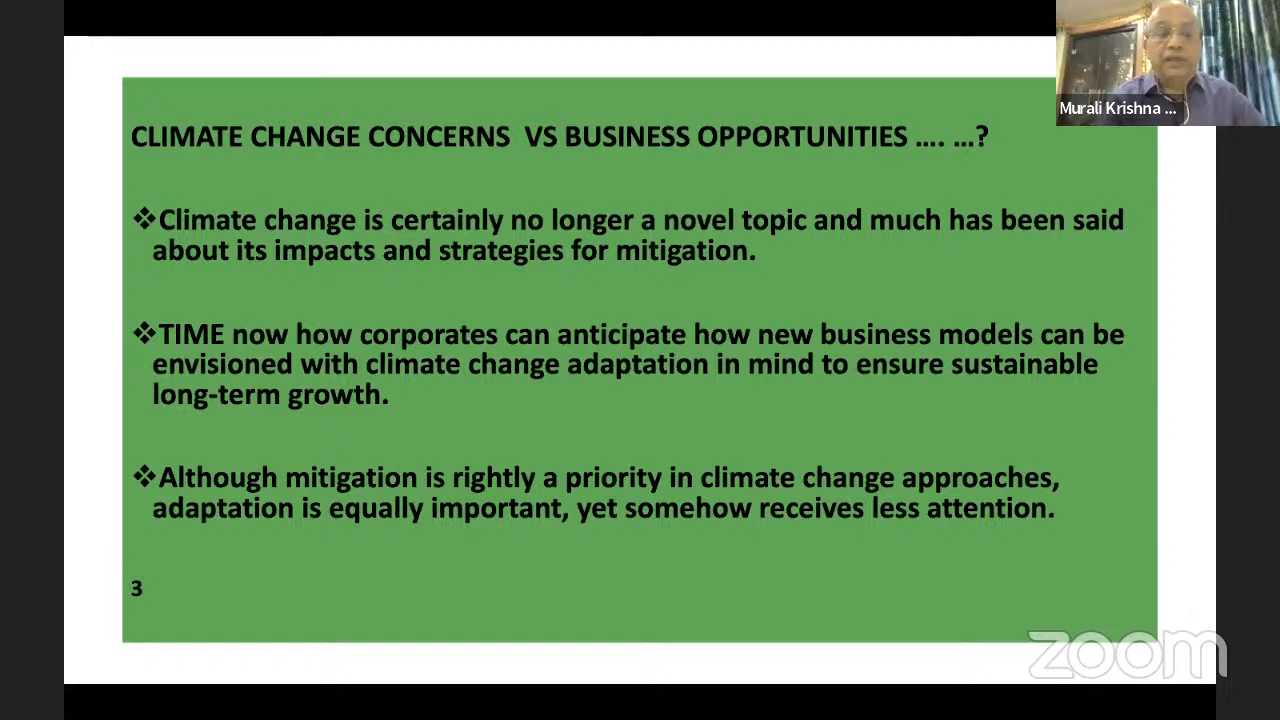 CLIMATE CHANGE CONCERNS  VS BUSINESS OPPORTUNITIES .... ...?
❖Climate change is certainly no longer a novel topic and much has been said
about its impacts and strategies for mitigation.
❖TIME now how corporates can anticipate how new business models can be
envisioned with climate change adaptation in mind to ensure sustainable
long-term growth.
❖Although mitigation is rightly a priority in climate change approaches,
adaptation is equally important, yet somehow receives less attention.
3
Murali Krishna ...
zoom